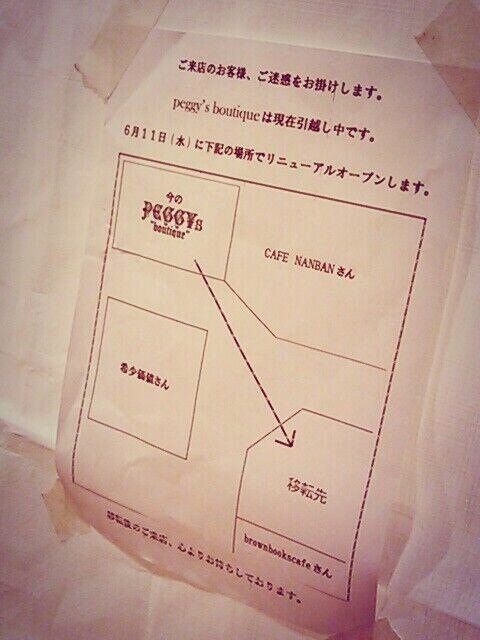 ご来店のお客様、ご迷惑をお掛けします。
peggy's boutiqueは現在引越し中です。
6月11日(水)に下記の場所でリニューアルオープンします。
今の
PEGGYs
"boutique"
CAFE NANBANさん
希少価値さん
移転先
brownbookscafeさん
移転後のご来店、心よりお待ちしております。